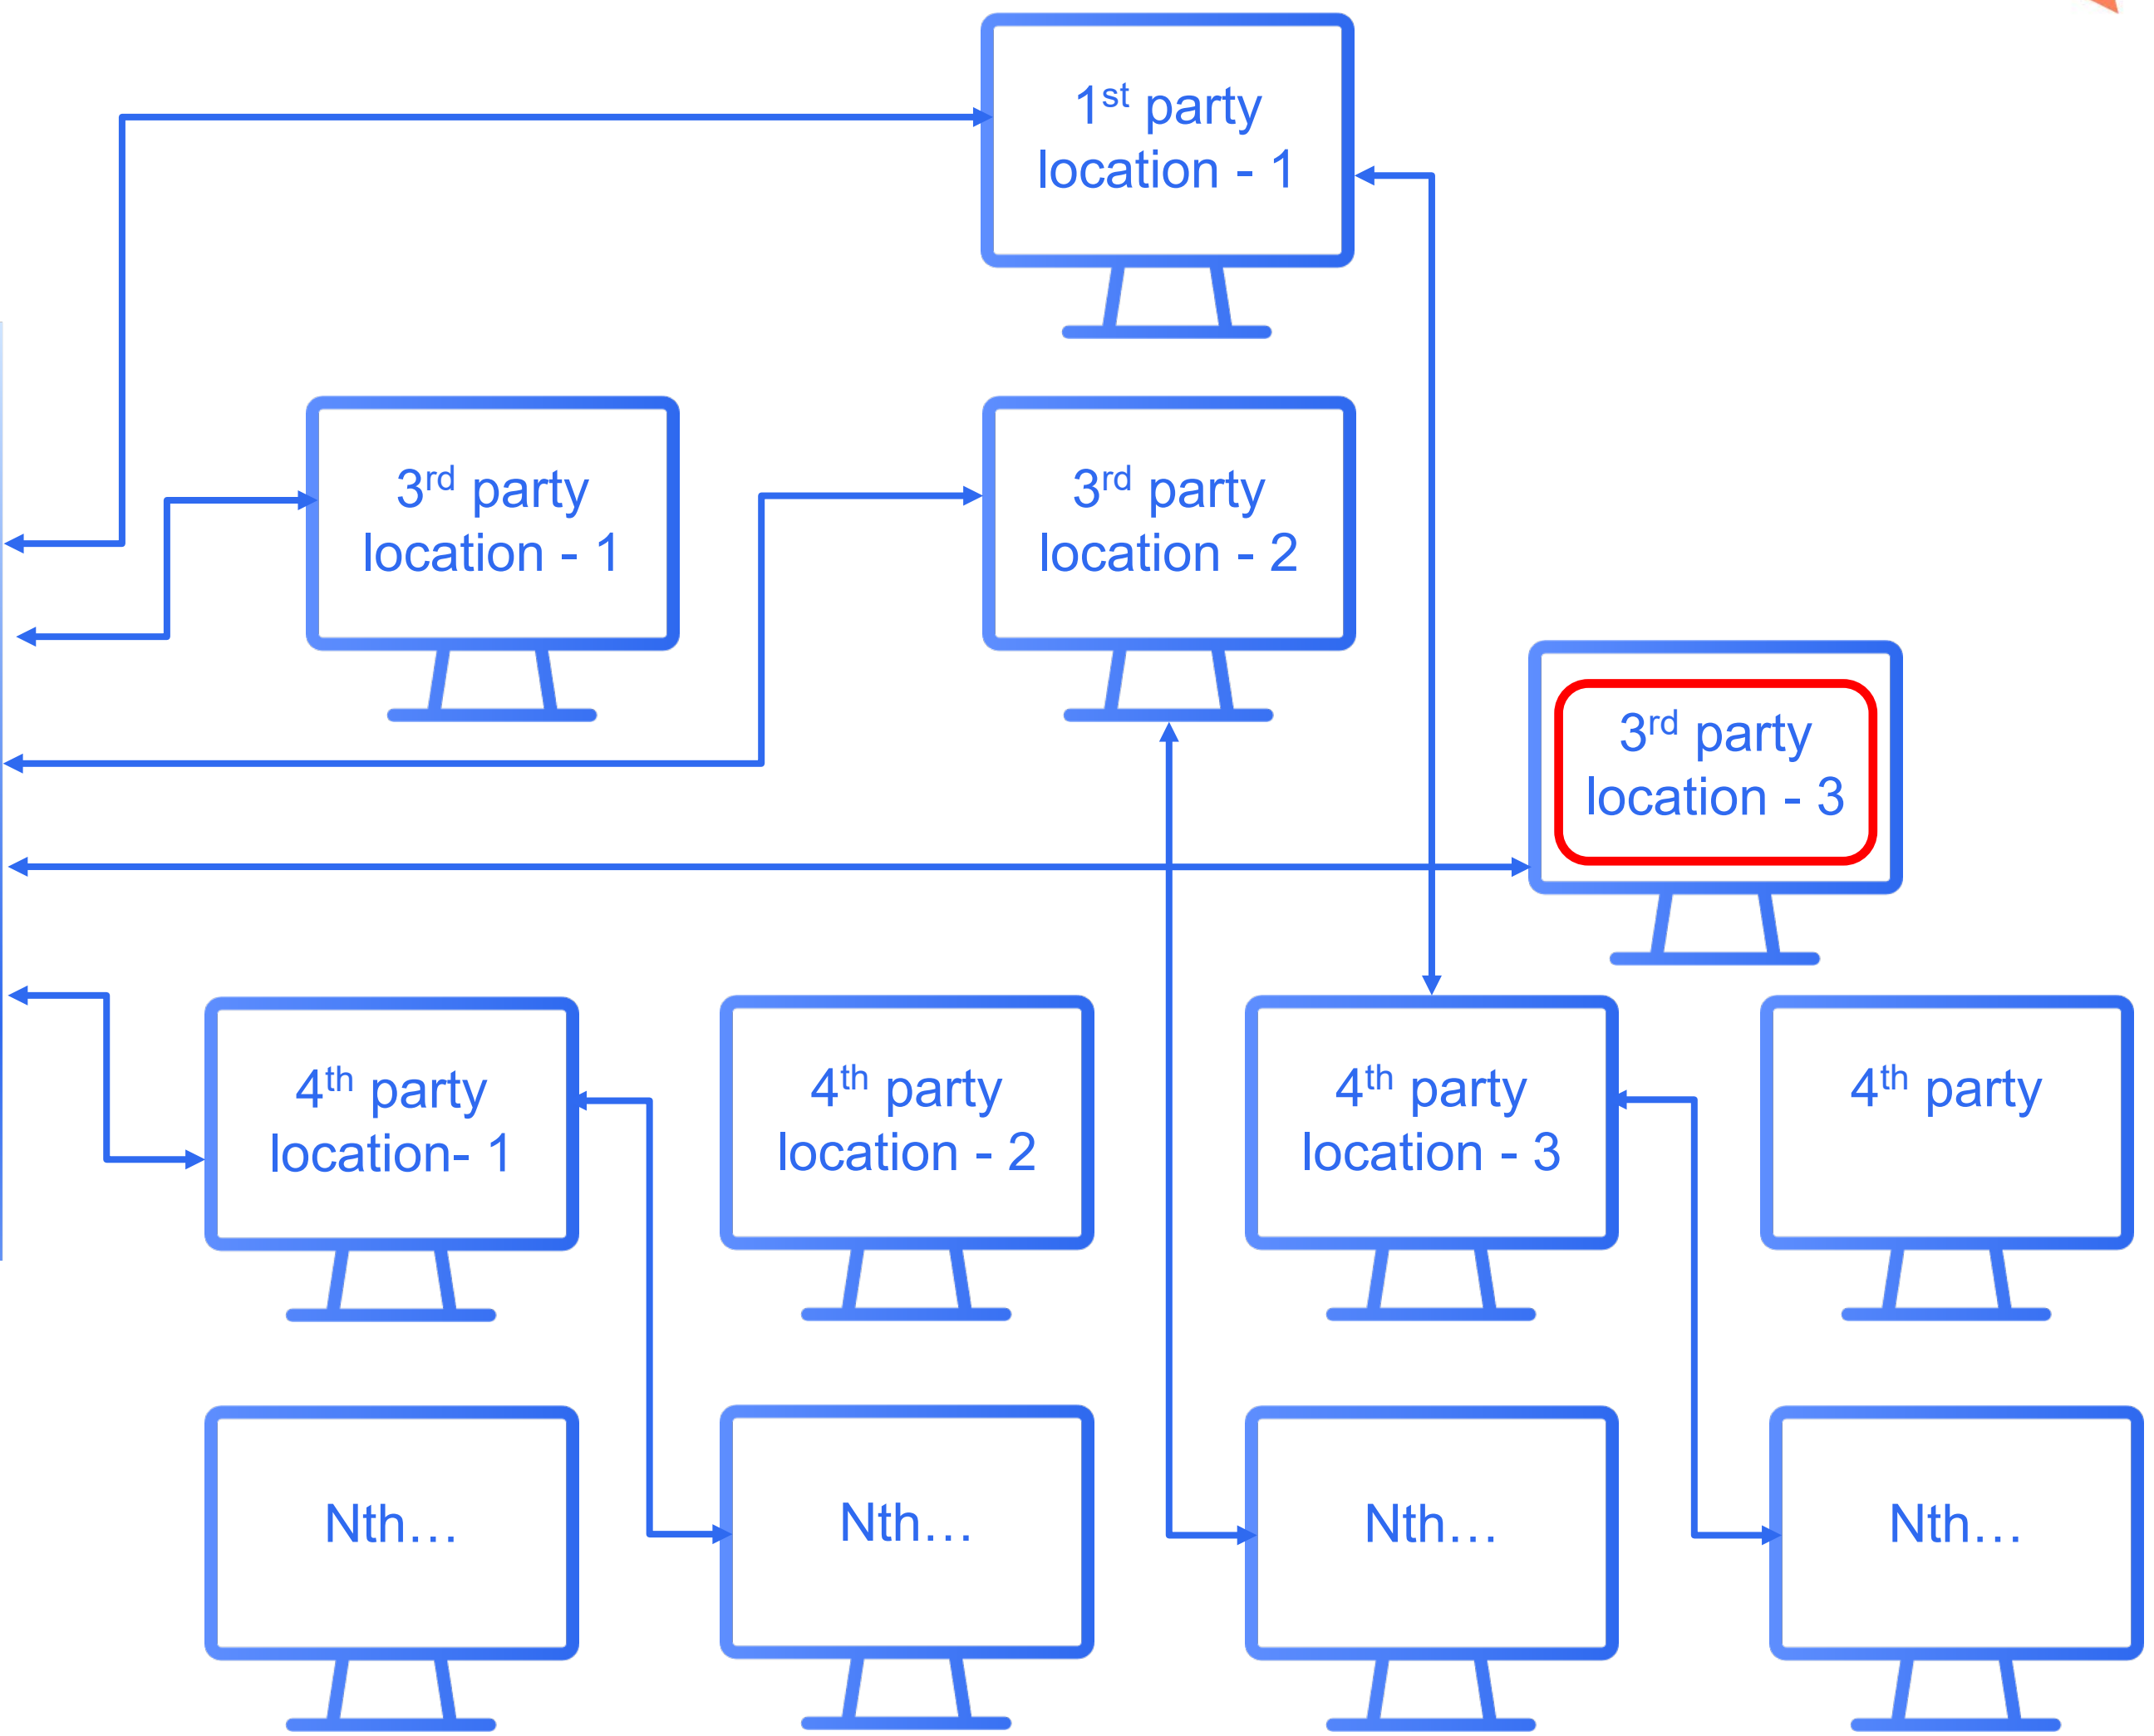 1st party
location - 1
3rd party
location - 1
3rd party
location - 2
3rd party
location - 3
4th party
location- 1
4th party
location - 2
4th party
location - 3
4th party
Nth…
Nth…
Nth…
Nth…